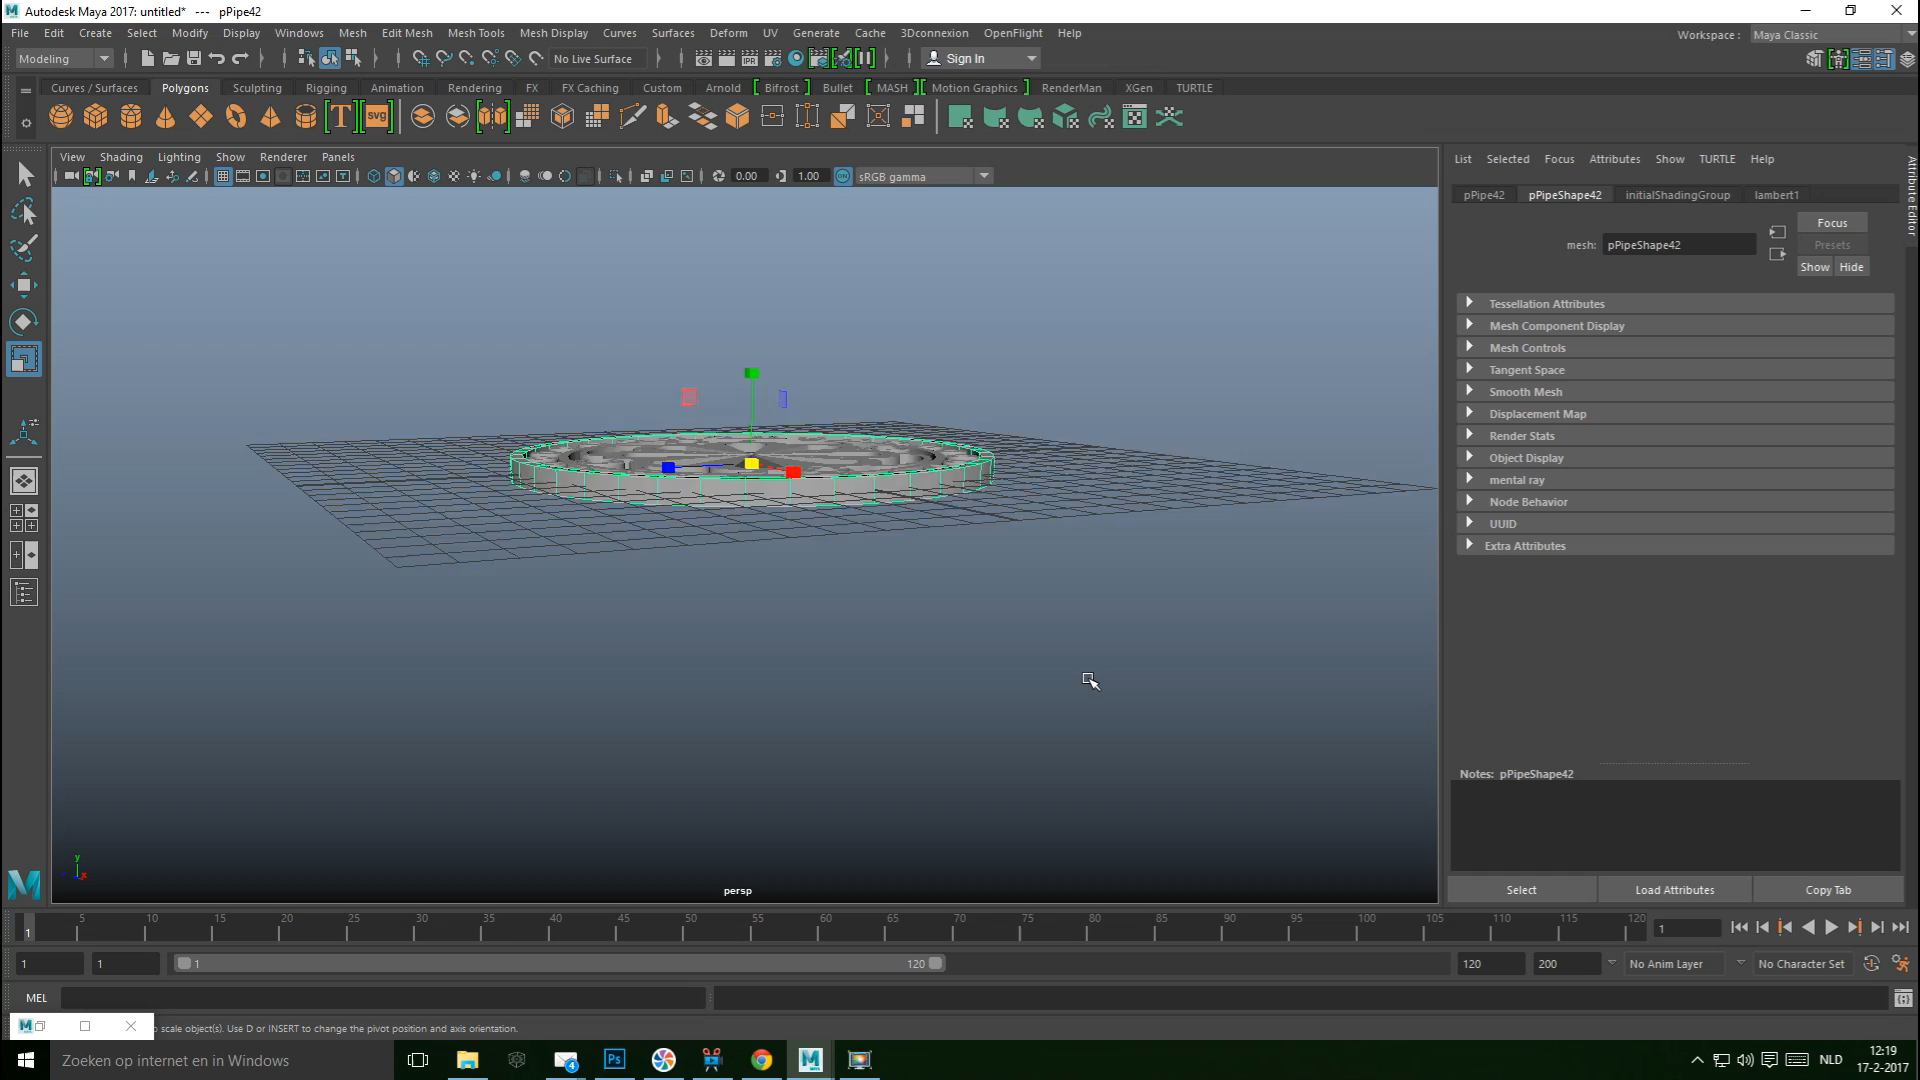 Autodesk Maya 2017: untitled* --- pPipe42
File Edit Create Select Modify Display Windows Mesh Edit Mesh Mesh Tools Mesh Display Curves Surfaces Deform UV Generate Cache 3Dconnexion OpenFlight Help
Workspace : Maya Classic
Modeling No Live Surface IPR Sign In
Curves / Surfaces Polygons Sculpting Rigging Animation Rendering FX FX Caching Custom Arnold Bifrost Bullet MASH Motion Graphics RenderMan XGen TURTLE
T svg
View Shading Lighting Show Renderer Panels
0.00 1.00 ON sRGB gamma
List Selected Focus Attributes Show TURTLE Help
Attribute Editor
pPipe42 pPipeShape42 initialShadingGroup lambert1
Focus
mesh: pPipeShape42
Presets
Show Hide
Tessellation Attributes
Mesh Component Display
Mesh Controls
Tangent Space
Smooth Mesh
Displacement Map
Render Stats
Object Display
mental ray
Node Behavior
UUID
Extra Attributes
Notes: pPipeShape42
y
x
persp
Select Load Attributes Copy Tab
5 10 15 20 25 30 35 40 45 50 55 60 65 70 75 80 85 90 95 100 105 110 115 120
1 1
1 1 1 120 120 200 No Anim Layer No Character Set
MEL
scale object(s). Use D or INSERT to change the pivot position and axis orientation.
Zoeken op internet en in Windows 4 Ps M NLD
12:19
17-2-2017